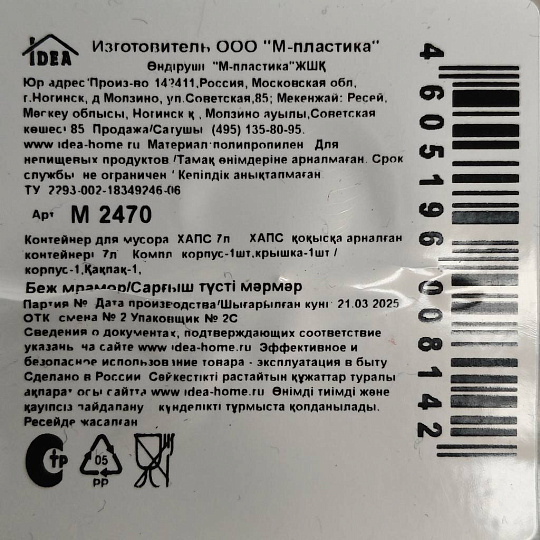 IDEA
Изготовитель ООО "М-пластика"
Өндіруші "М-пластика"ЖШҚ
Юр адрес Произ-во 142411,Россия, Московская обл,
г.Ногинск, д Молзино, ул.Советская,85; Мекенжай: Ресей,
Мәскеу облысы, Ногинск қ, Молзино ауылы,Советская
көшесі 85 Продажа/Сатушы (495) 135-80-95.
www idea-home.ru Материал полипропилен Для
непищевых продуктов /Тамақ өнімдеріне арналмаған. Срок
службы не ограничен Кепілдік анықталмаған
ТУ 2293-002-18349246-06
Арт М 2470
Контейнер для мусора ХАПС 7л ХАПС қоқысқа арналған
контейнері 7л Компл корпус-1шт,крышка-1шт /
корпус-1,Қақпақ-1,
Беж мрамор/Сарғыш түсті мәрмәр
Партия № Дата производства/Шығарылған күні 21.03 2025
ОТК смена № 2 Упаковщик № 2С
Сведения о документах, подтверждающих соответствие
указаны на сайте www idea-home.ru Эффективное и
безопасное использование товара - эксплуатация в быту
Сделано в России Сәйкестікті растайтын құжаттар туралы
ақпарат осы сайтта www idea-home.ru Өнімді тиімді және
қауіпсіз пайдалану күнделікті тұрмыста қолданылады.
Ресейде жасалған
05
PP
4 605196 008142